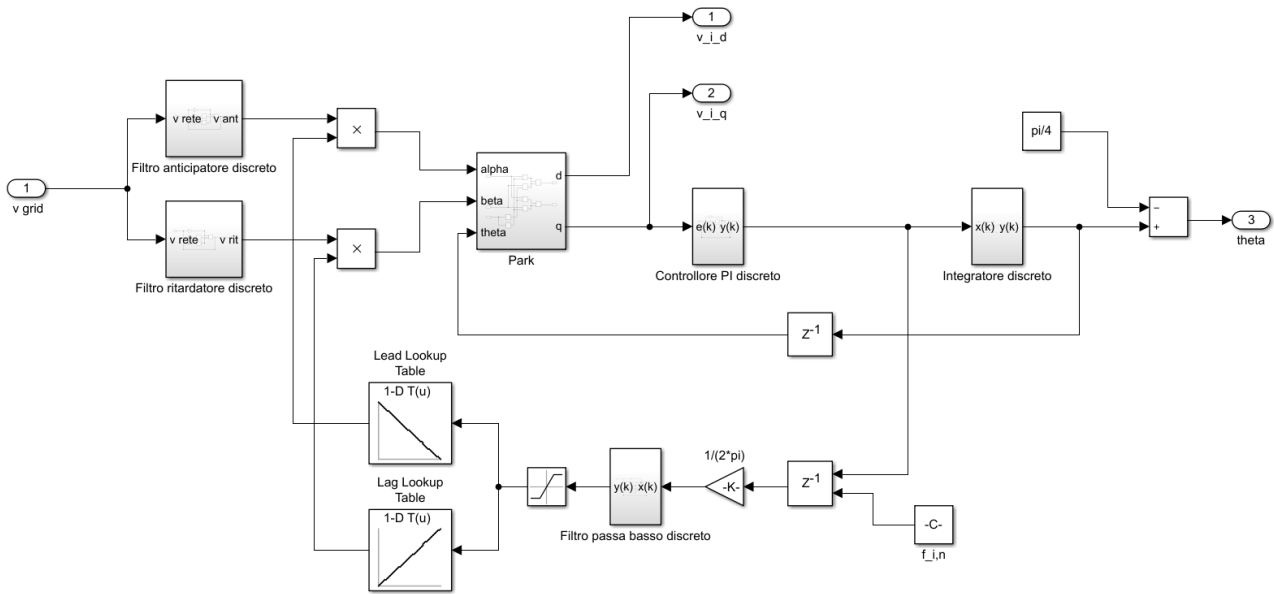 1
v_i_d
2
v_i_q
v rete v ant
Filtro anticipatore discreto
×
pi/4
1
v grid
alpha
beta
theta
d
q
Park
e(k) y(k)
Controllore PI discreto
x(k) y(k)
Integratore discreto
−
+
3
theta
v rete v rit
Filtro ritardatore discreto
×
Z-1
Lead Lookup
Table
1-D T(u)
Lag Lookup
Table
1-D T(u)
y(k) x(k)
Filtro passa basso discreto
1/(2*pi)
-K-
Z-1
-C-
f_i,n